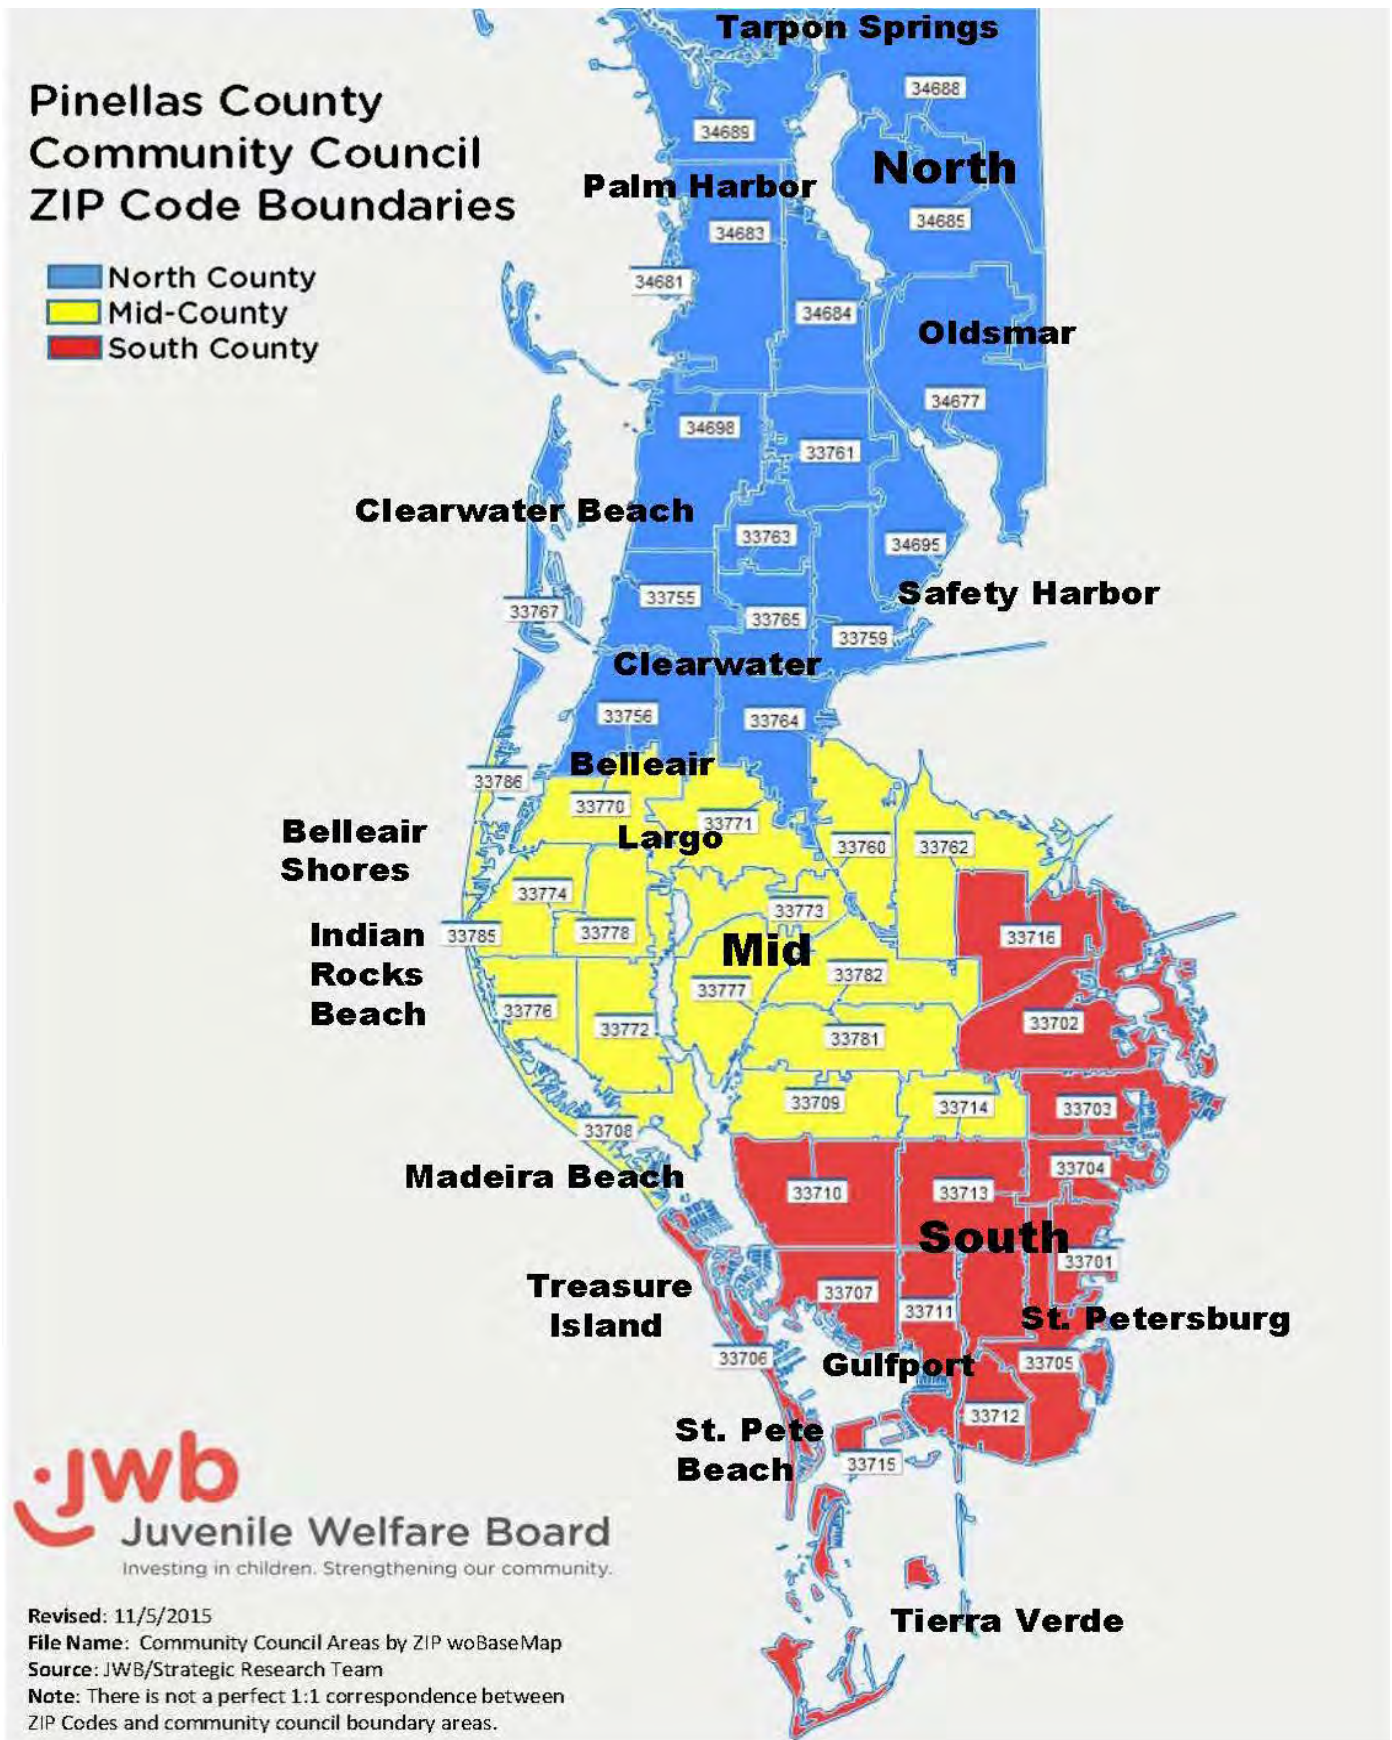 Tarpon Springs
Pinellas County
Community Council
ZIP Code Boundaries
North County
Mid-County
South County
34688
34689
North
Palm Harbor
34685
34683
34681
34684
Oldsmar
34677
34698
33761
Clearwater Beach
33763
34695
33755
Safety Harbor
33767
33765
33759
Clearwater
33756
33764
Belleair
33786
33770
33771
Belleair
Shores
Largo
33760
33762
33774
33773
Indian
Rocks
Beach
33785
33778
33716
Mid
33782
33777
33776
33772
33781
33702
33709
33714
33703
33708
Madeira Beach
33704
33710
33713
South
33701
Treasure
Island
33707
33711
St. Petersburg
33706
Gulfport
33705
33712
St. Pete
Beach
33715
jwb
Juvenile Welfare Board
Investing in children. Strengthening our community.
Tierra Verde
Revised: 11/5/2015
File Name: Community Council Areas by ZIP woBaseMap
Source: JWB/Strategic Research Team
Note: There is not a perfect 1:1 correspondence between
ZIP Codes and community council boundary areas.